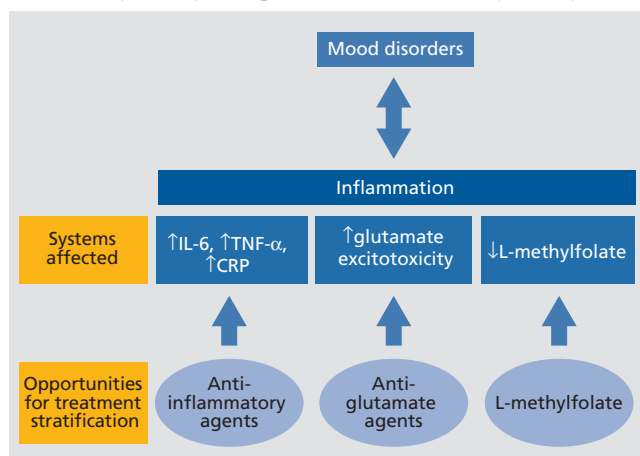 Mood disorders
Inflammation
Systems
affected
↑IL-6, ↑TNF-α,
↑CRP
↑glutamate
excitotoxicity
↓L-methylfolate
Opportunities
for treatment
stratification
Anti-
inflammatory
agents
Anti-
glutamate
agents
L-methylfolate